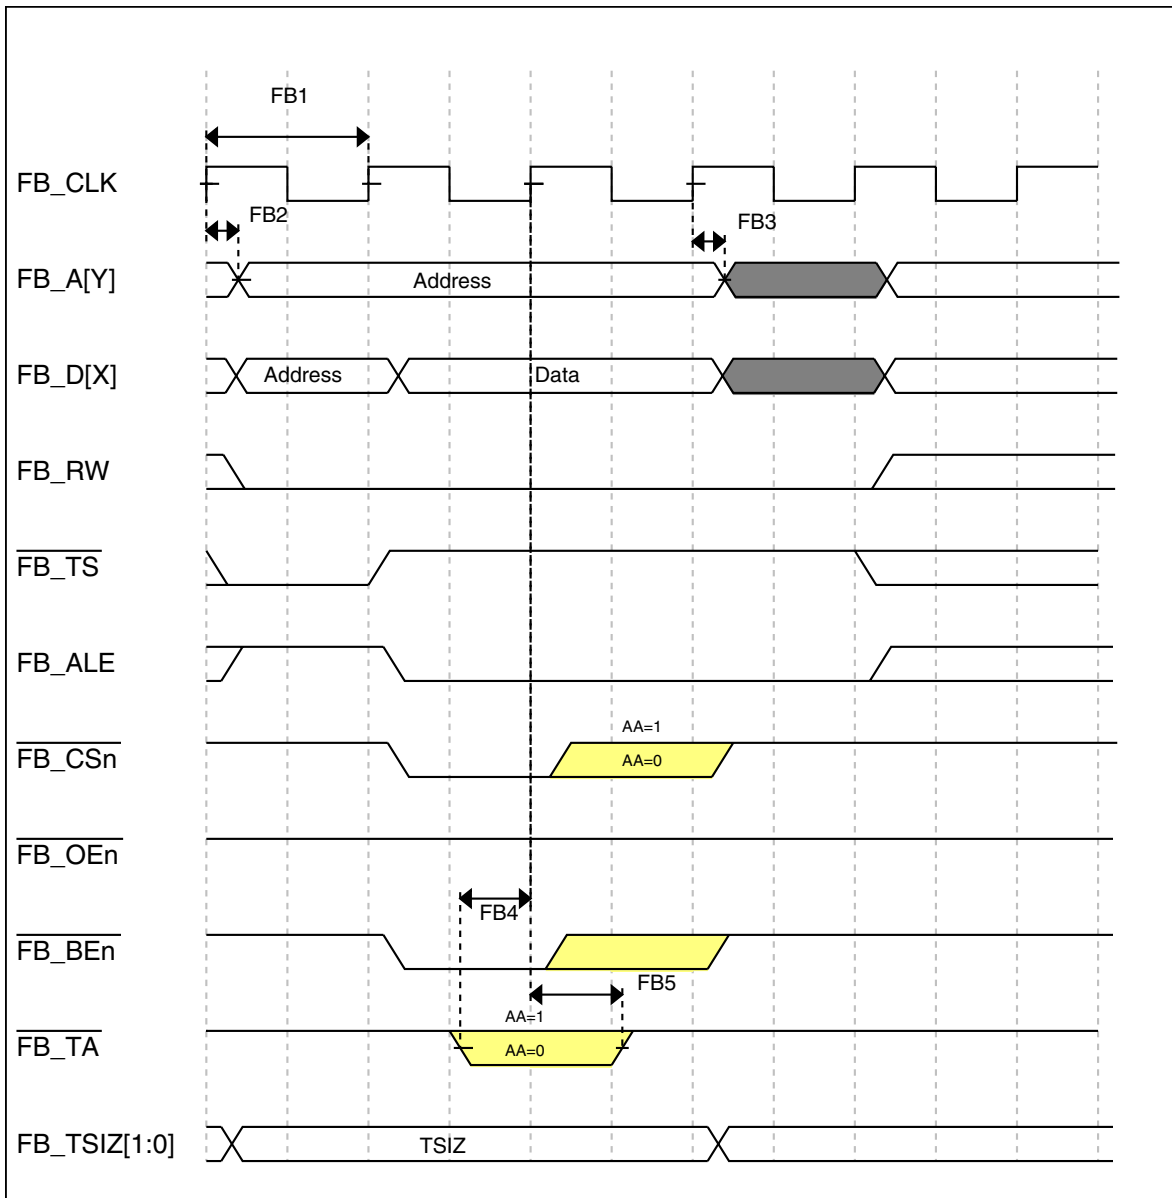 FB1
FB_CLK
FB2
FB3
FB_A[Y]
Address
FB_D[X]
Address
Data
FB_RW
FB_TS
FB_ALE
AA=1
FB_CSn
AA=0
FB_OEn
FB4
FB_BEn
FB5
AA=1
FB_TA
AA=0
FB_TSIZ[1:0]
TSIZ